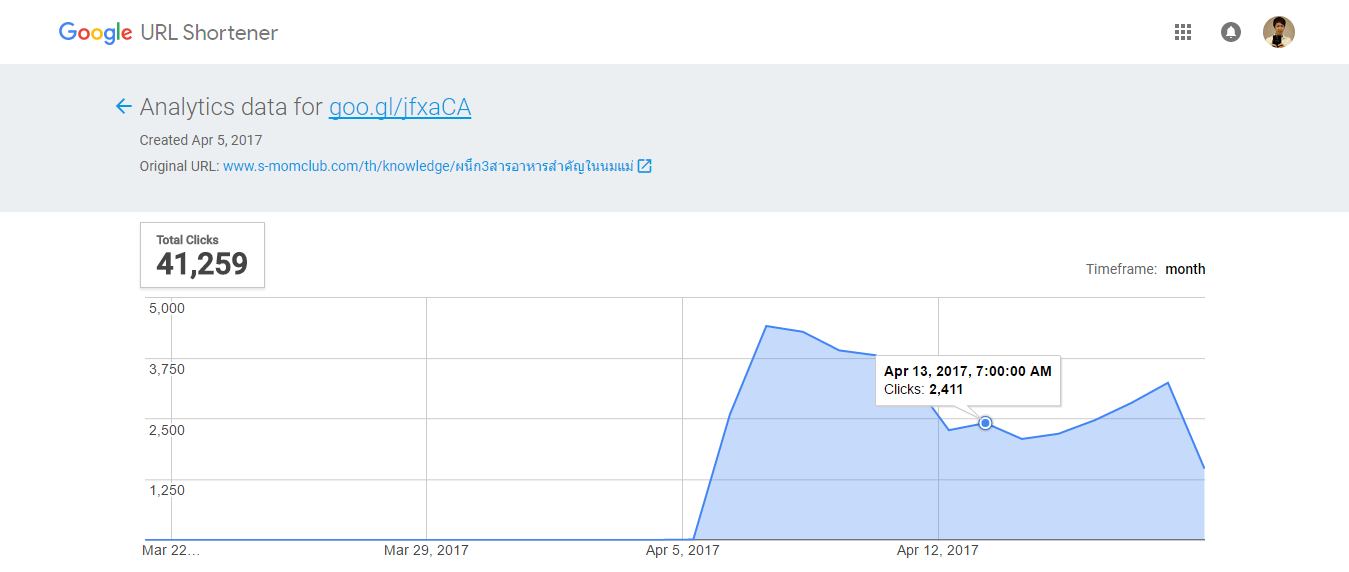 Google URL Shortener
Analytics data for goo.gl/jfxaCA
Created Apr 5, 2017
Original URL: www.s-momclub.com/th/knowledge/ผนึก3สารอาหารสำคัญในนมแม่
Total Clicks
41,259
Timeframe: month
5,000
3,750
Apr 13, 2017, 7:00:00 AM
Clicks: 2,411
2,500
1,250
Mar 22…
Mar 29, 2017
Apr 5, 2017
Apr 12, 2017